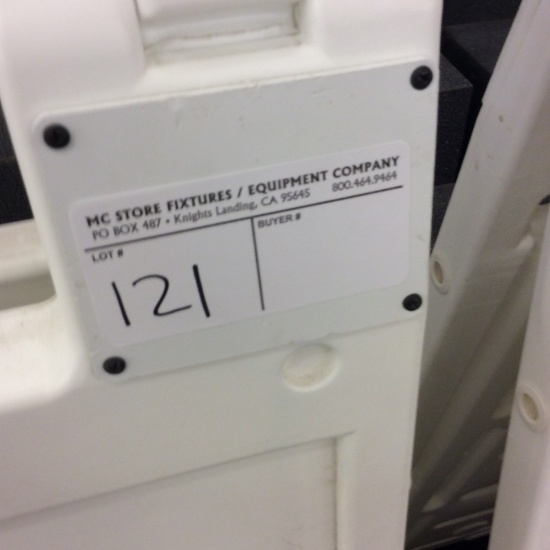 MC STORE FIXTURES / EQUIPMENT COMPANY
PO BOX 487 • Knights Landing, CA 95645 800.464.9464
LOT # BUYER #
121